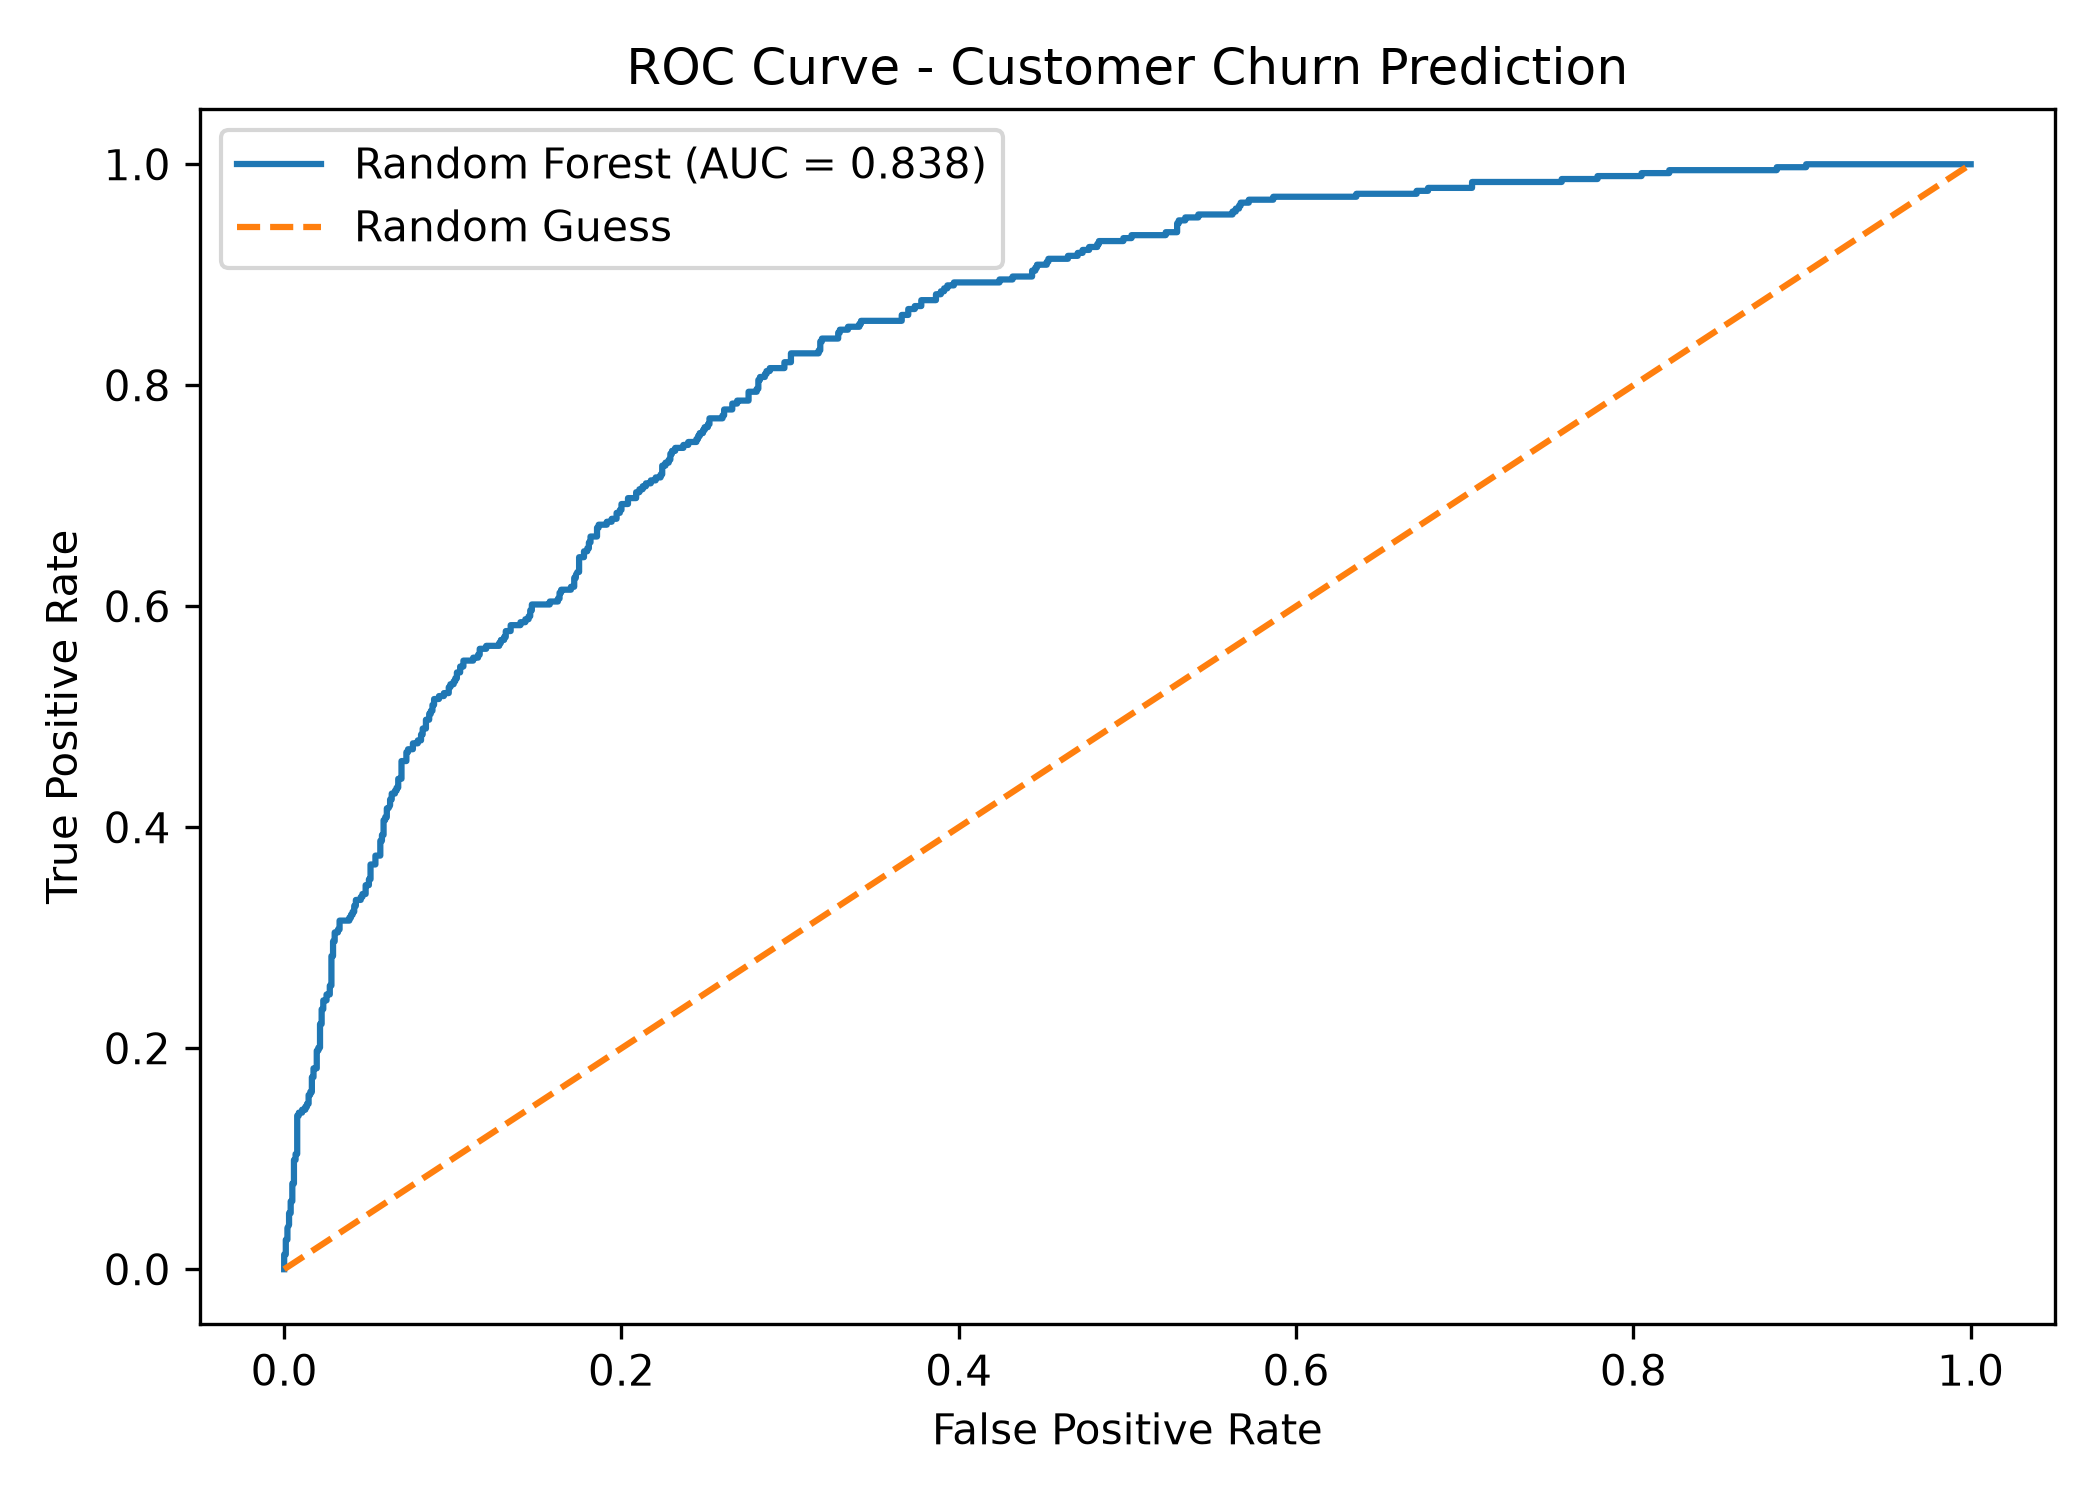 ROC Curve - Customer Churn Prediction
Random Forest (AUC = 0.838)
Random Guess
True Positive Rate
1.0
0.8
0.6
0.4
0.2
0.0
0.0 0.2 0.4 0.6 0.8 1.0
False Positive Rate